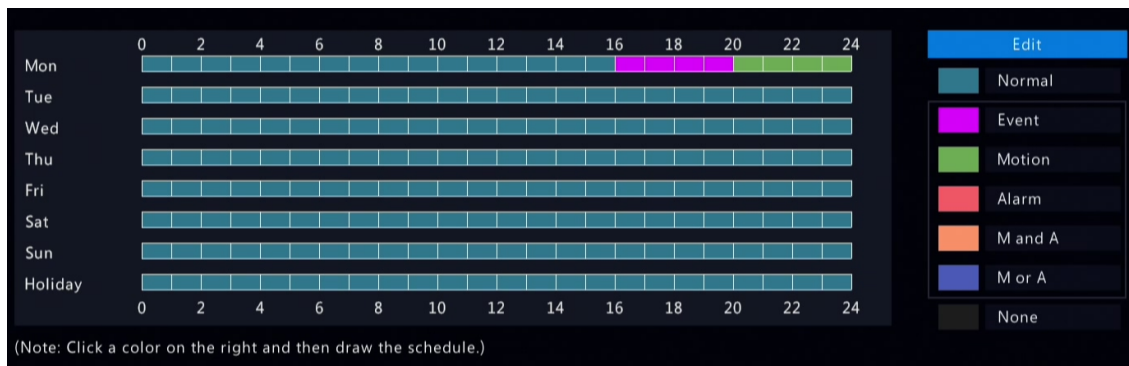 0 2 4 6 8 10 12 14 16 18 20 22 24
Edit
Mon
Normal
Tue
Event
Wed
Thu
Motion
Fri
Alarm
Sat
M and A
Sun
M or A
Holiday
0 2 4 6 8 10 12 14 16 18 20 22 24
None
(Note: Click a color on the right and then draw the schedule.)